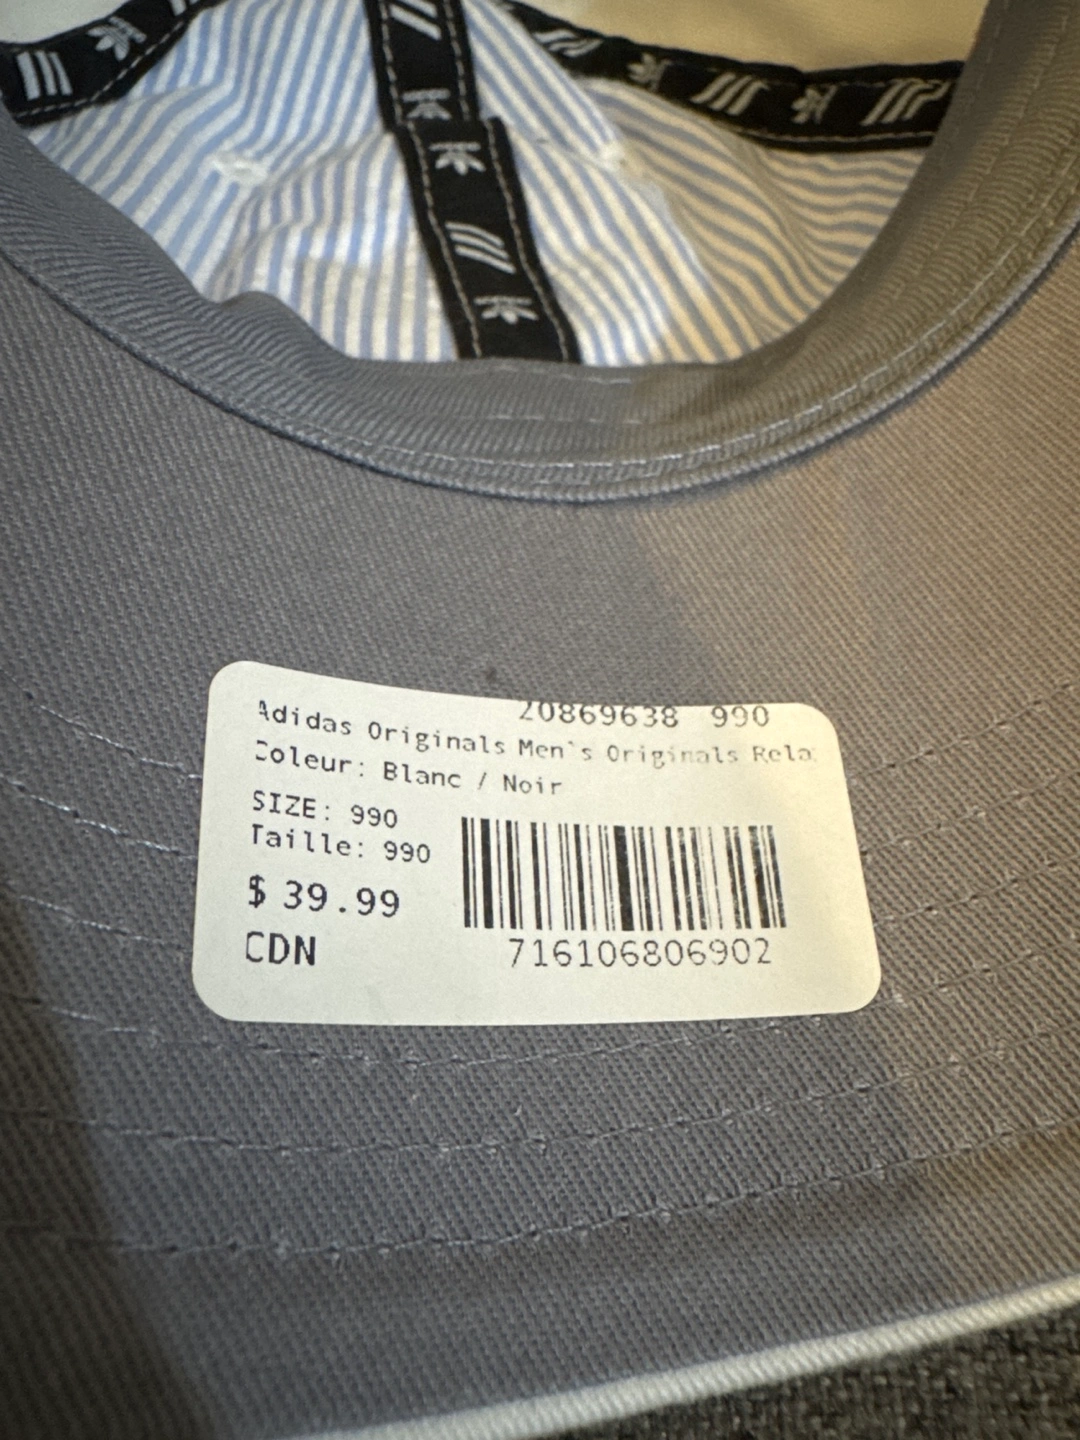 20869638 990
Adidas Originals Men's Originals Rela
Coleur: Blanc / Noir
SIZE: 990
Taille: 990
$ 39.99
CDN
716106806902